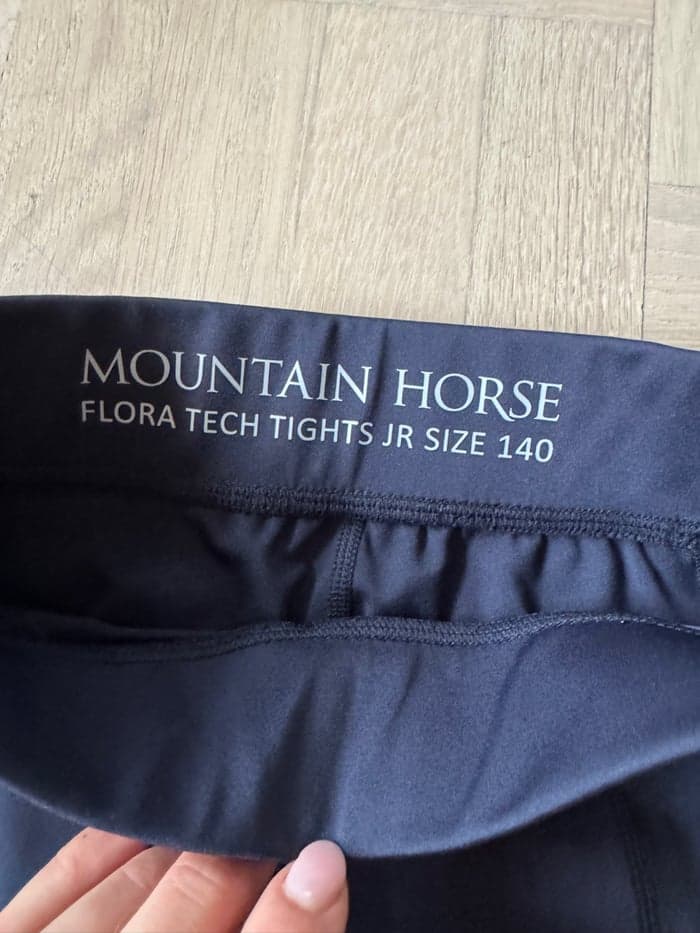 MOUNTAIN HORSE
FLORA TECH TIGHTS JR SIZE 140